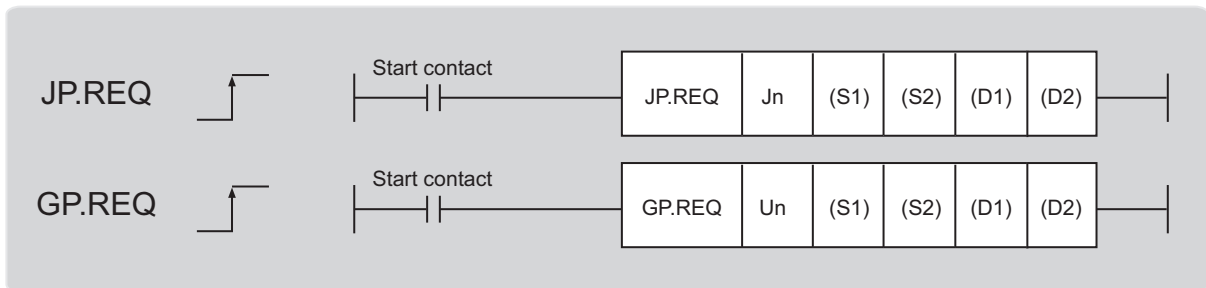 Start contact
JP.REQ JP.REQ Jn (S1) (S2) (D1) (D2)
Start contact
GP.REQ GP.REQ Un (S1) (S2) (D1) (D2)